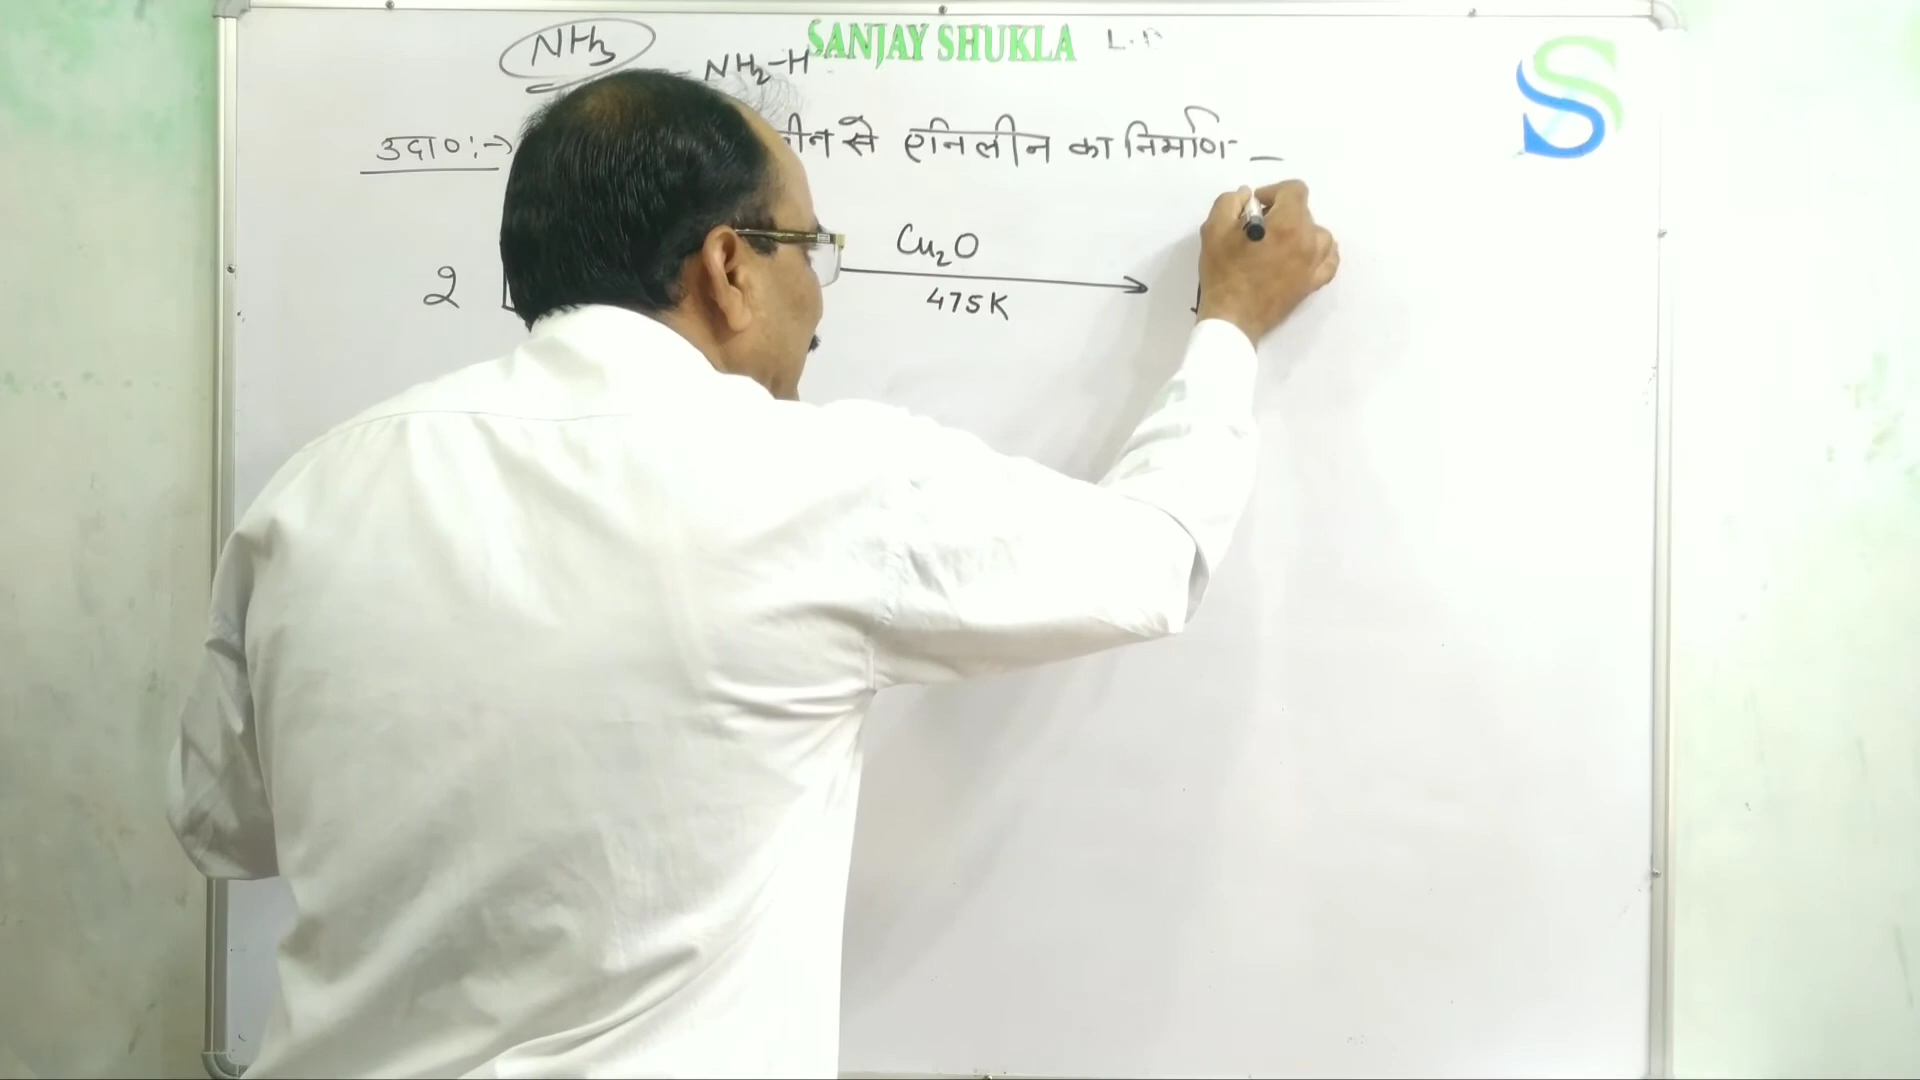 NH3
SANJAY SHUKLA
NH2-H
उदा०:→ से एनिलीन का निर्माण —
2 Cu2O
475K